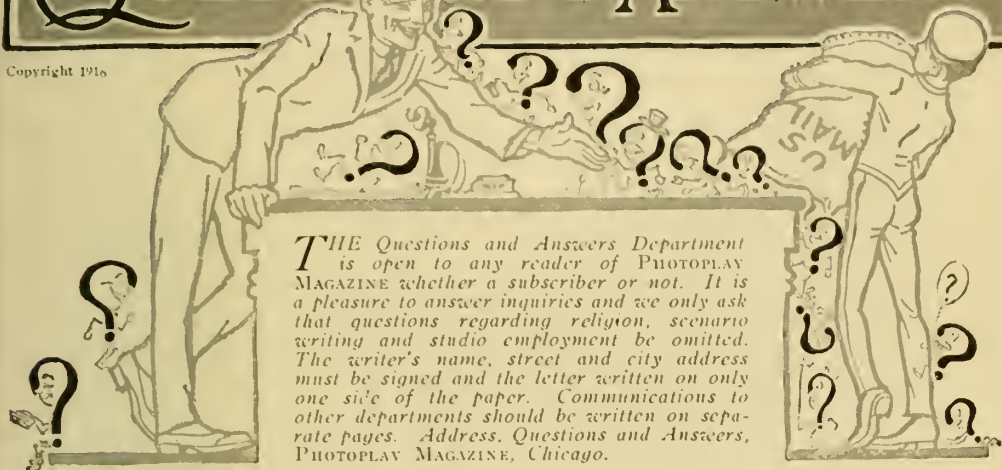 Copyright 1916
U.S.
MAIL
THE Questions and Answers Department
is open to any reader of PHOTOPLAY
MAGAZINE whether a subscriber or not. It is
a pleasure to answer inquiries and we only ask
that questions regarding religion, scenario
writing and studio employment be omitted.
The writer's name, street and city address
must be signed and the letter written on only
one side of the paper. Communications to
other departments should be written on sepa-
rate pages. Address, Questions and Answers,
PHOTOPLAY MAGAZINE, Chicago.